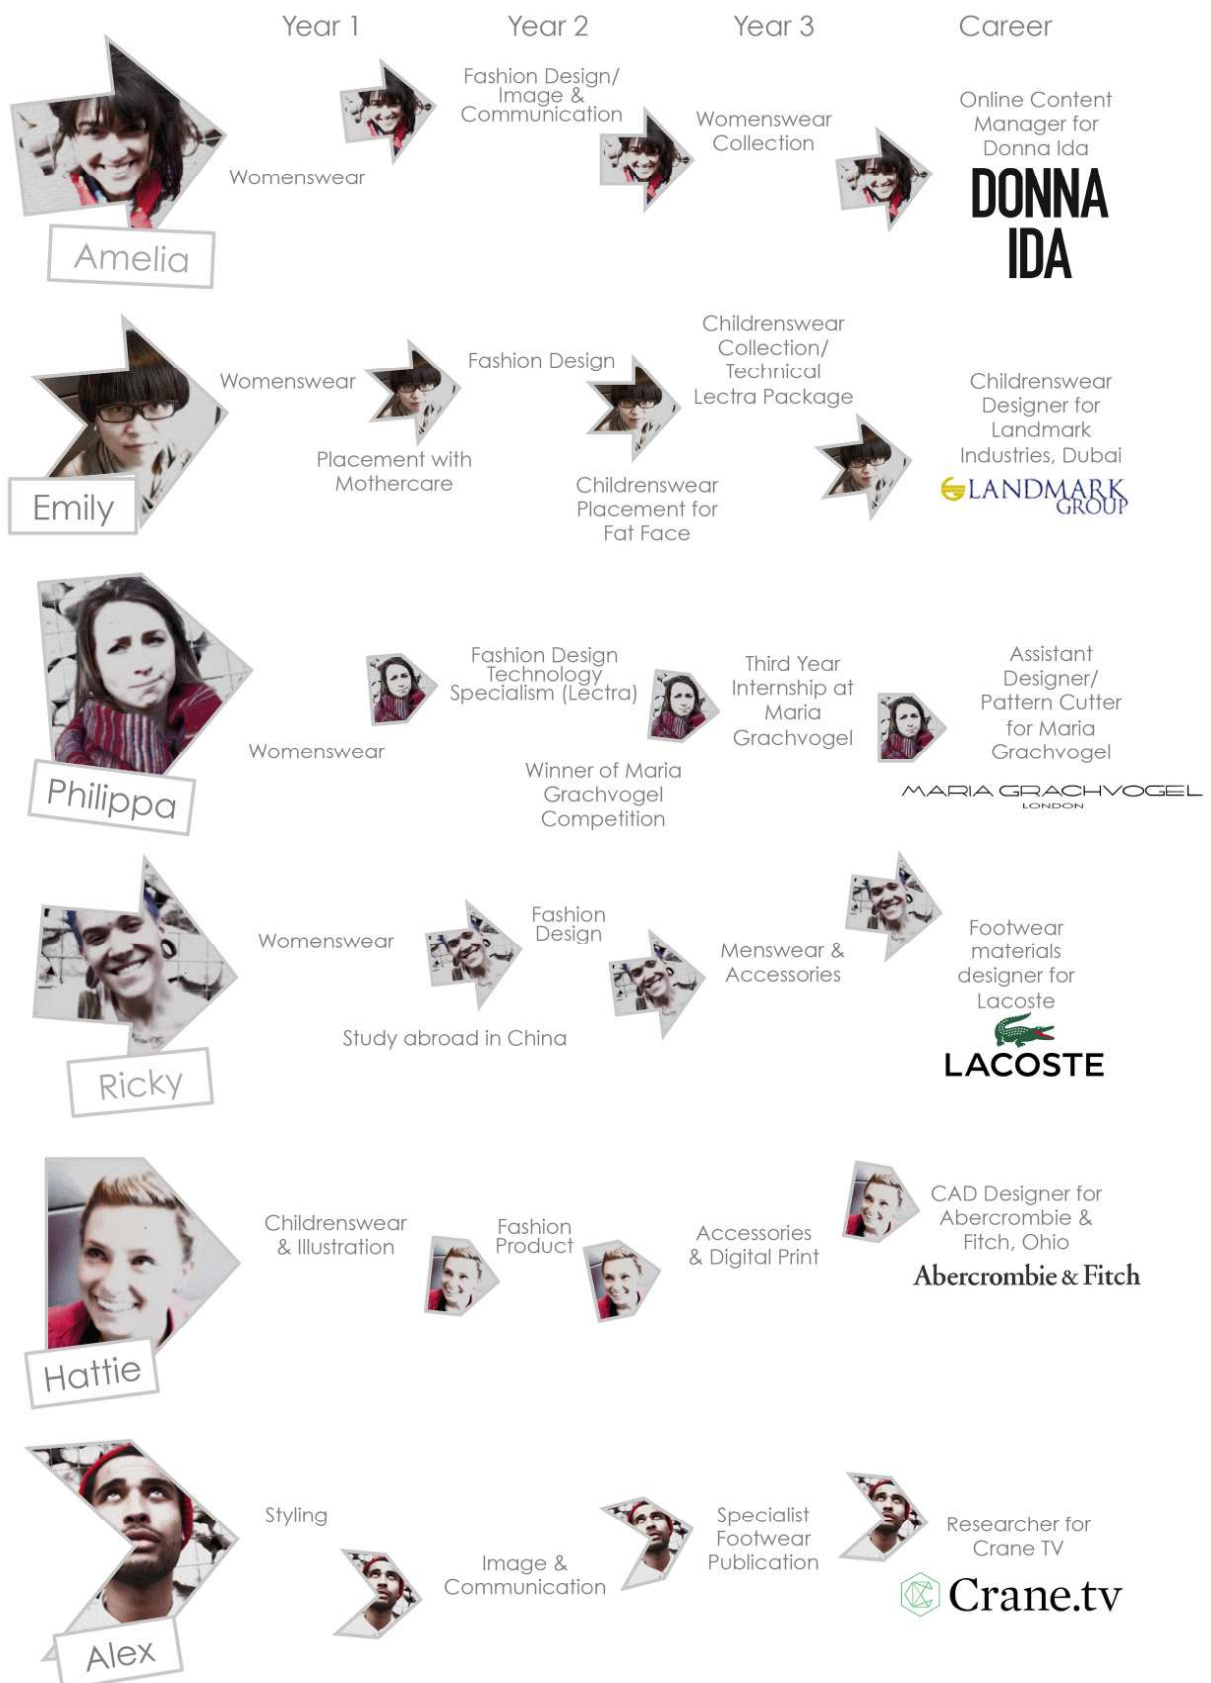 Year 1
Year 2
Year 3
Career
Amelia
Womenswear
Fashion Design/
Image &
Communication
Womenswear
Collection
Online Content
Manager for
Donna Ida
DONNA
IDA
Emily
Womenswear
Placement with
Mothercare
Fashion Design
Childrenswear
Placement for
Fat Face
Childrenswear
Collection/
Technical
Lectra Package
Childrenswear
Designer for
Landmark
Industries, Dubai
LANDMARK
GROUP
Philippa
Womenswear
Fashion Design
Technology
Specialism (Lectra)
Winner of Maria
Grachvogel
Competition
Third Year
Internship at
Maria
Grachvogel
Assistant
Designer/
Pattern Cutter
for Maria
Grachvogel
MARIA GRACHVOGEL
LONDON
Ricky
Womenswear
Study abroad in China
Fashion
Design
Menswear &
Accessories
Footwear
materials
designer for
Lacoste
LACOSTE
Hattie
Childrenswear
& Illustration
Fashion
Product
Accessories
& Digital Print
CAD Designer for
Abercrombie &
Fitch, Ohio
Abercrombie & Fitch
Alex
Styling
Image &
Communication
Specialist
Footwear
Publication
Researcher for
Crane TV
Crane.tv